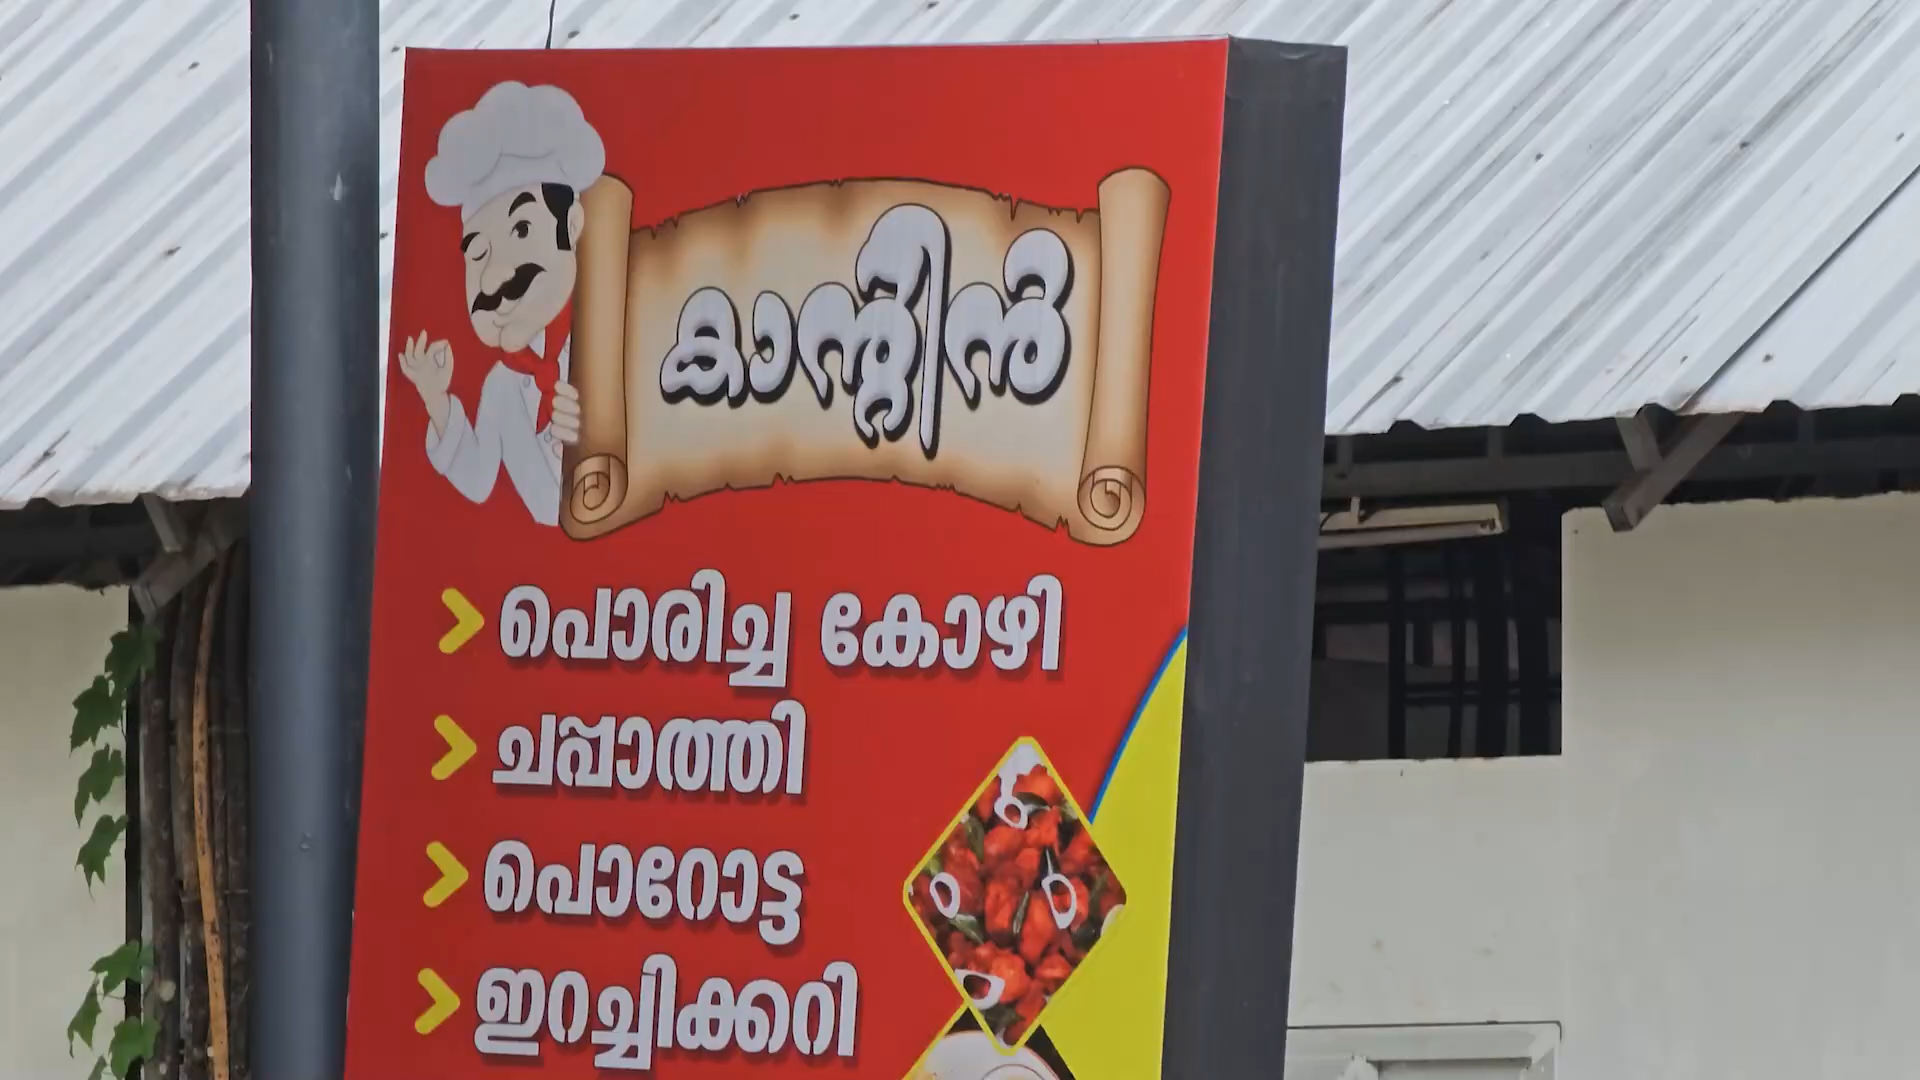 കാന്റീൻ
പൊരിച്ച കോഴി
ചപ്പാത്തി
പൊറോട്ട
ഇറച്ചിക്കറി